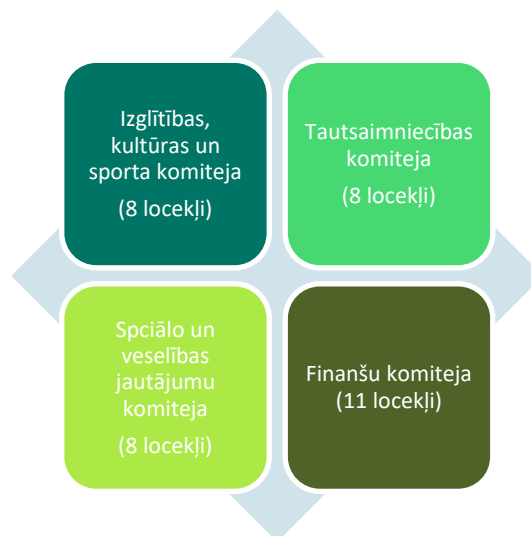 Izglītības,
kultūras un
sporta komiteja
(8 locekļi)
Tautsaimniecības
komiteja
(8 locekļi)
Spciālo un
veselības
jautājumu
komiteja
(8 locekļi)
Finanšu komiteja
(11 locekļi)